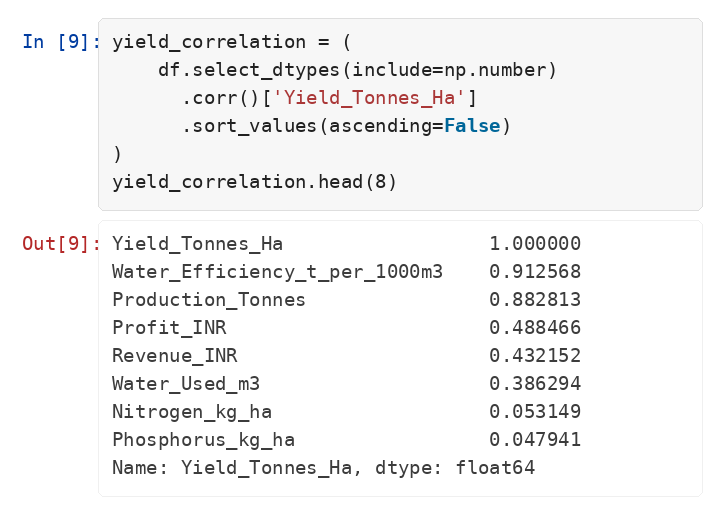 In [9]: yield_correlation = (
    df.select_dtypes(include=np.number)
      .corr()['Yield_Tonnes_Ha']
      .sort_values(ascending=False)
)
yield_correlation.head(8)
Out[9]: Yield_Tonnes_Ha                  1.000000
Water_Efficiency_t_per_1000m3    0.912568
Production_Tonnes                0.882813
Profit_INR                       0.488466
Revenue_INR                      0.432152
Water_Used_m3                    0.386294
Nitrogen_kg_ha                   0.053149
Phosphorus_kg_ha                 0.047941
Name: Yield_Tonnes_Ha, dtype: float64